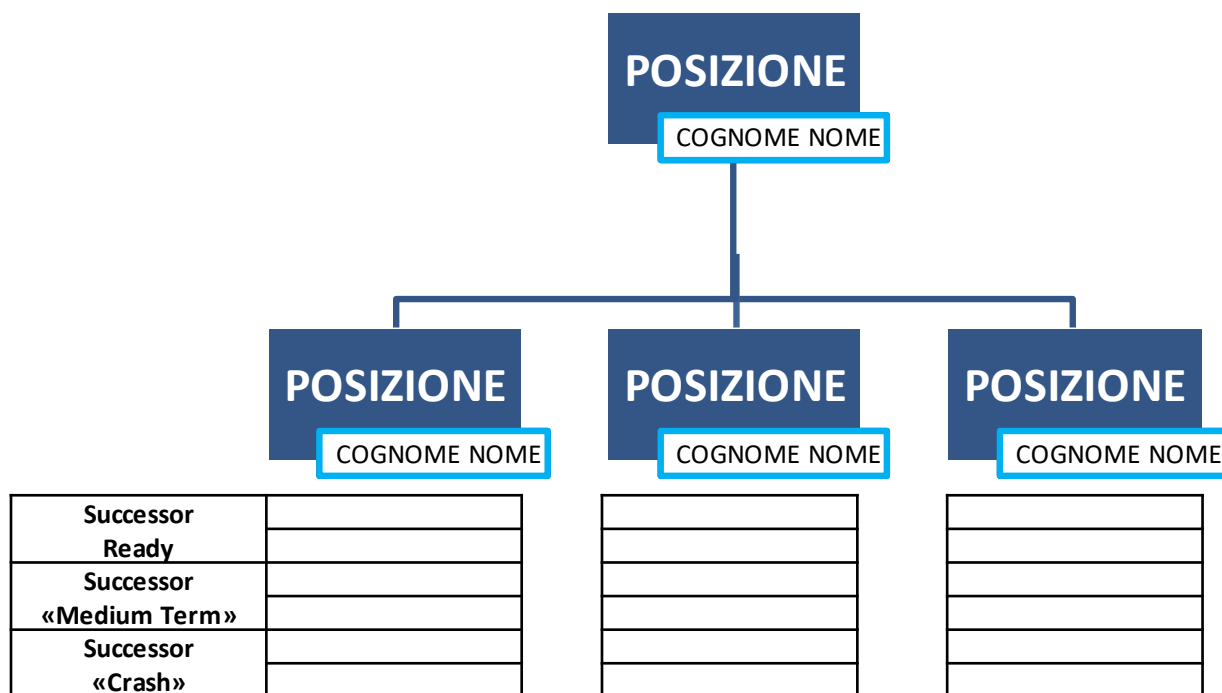 POSIZIONE
COGNOME NOME
POSIZIONE
COGNOME NOME
POSIZIONE
COGNOME NOME
POSIZIONE
COGNOME NOME
Successor
Ready
Successor
«Medium Term»
Successor
«Crash»